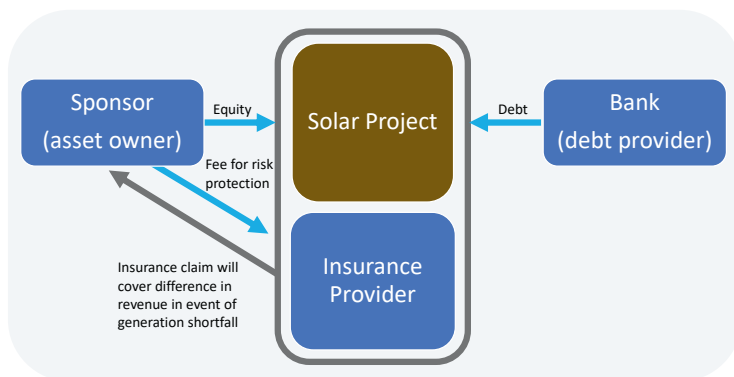 Sponsor
(asset owner)
Equity
Solar Project
Debt
Bank
(debt provider)
Fee for risk
protection
Insurance claim will
cover difference in
revenue in event of
generation shortfall
Insurance
Provider